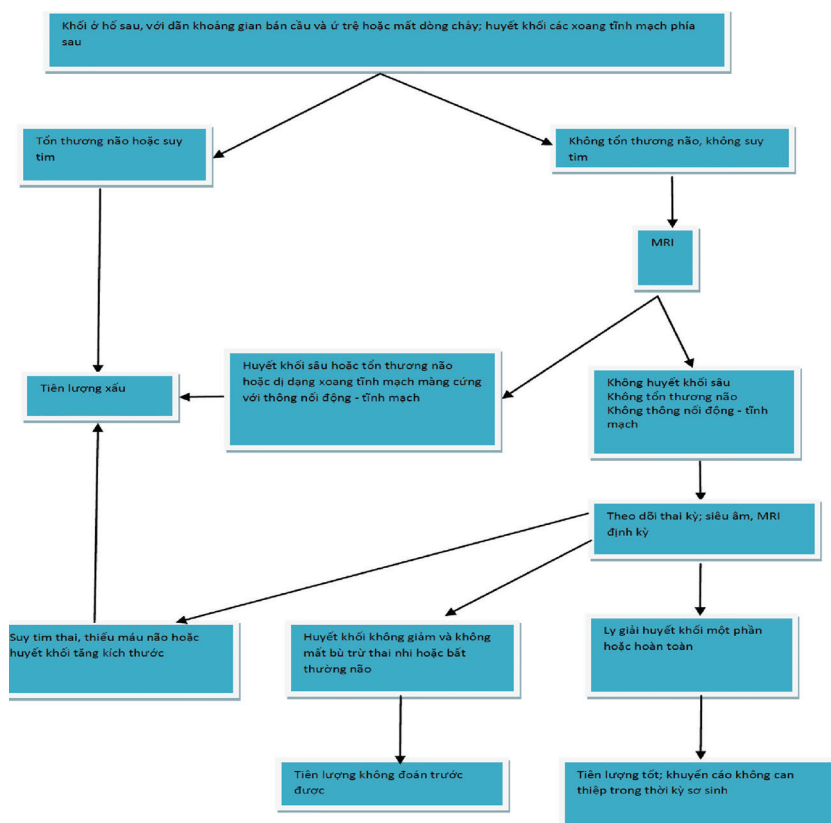 Khối ở hố sau, với dãn khoảng gian bán cầu và ứ trệ hoặc mất dòng chảy; huyết khối các xoang tĩnh mạch phía
sau
Tổn thương não hoặc suy
tim
Không tổn thương não, không suy
tim
MRI
Huyết khối sâu hoặc tổn thương não
hoặc dị dạng xoang tĩnh mạch màng cứng
với thông nối động - tĩnh mạch
Tiên lượng xấu
Không huyết khối sâu
Không tổn thương não
Không thông nối động - tĩnh
mạch
Theo dõi thai kỳ; siêu âm, MRI
định kỳ
Suy tim thai, thiếu máu não hoặc
huyết khối tăng kích thước
Huyết khối không giảm và không
mất bù trừ thai nhi hoặc bất
thường não
Ly giải huyết khối một phần
hoặc hoàn toàn
Tiên lượng không đoán trước
được
Tiên lượng tốt; khuyến cáo không can
thiệp trong thời kỳ sơ sinh